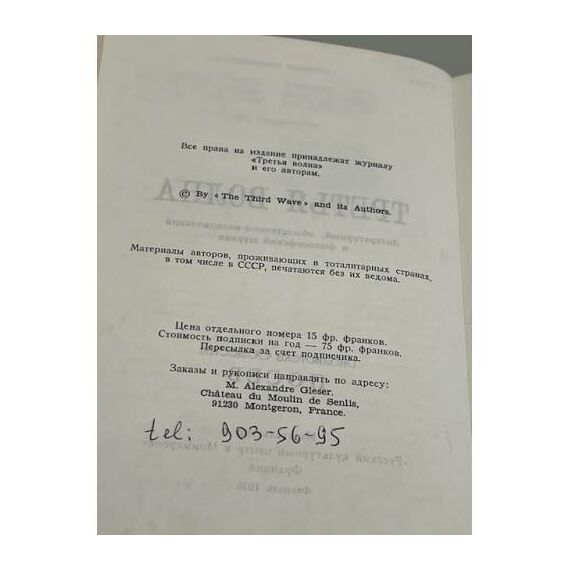 Все права на издание принадлежат журналу
«Третья волна»
и его авторам.
© By «The Third Wave» and its Authors.
Материалы авторов, проживающих в тоталитарных странах,
в том числе в СССР, печатаются без их ведома.
Цена отдельного номера 15 фр. франков.
Стоимость подписки на год — 75 фр. франков.
Пересылка за счет подписчика.
Заказы и рукописи направлять по адресу:
M. Alexandre Gleser,
Château du Moulin de Senlis,
91230 Montgeron, France.
tel: 903-56-95